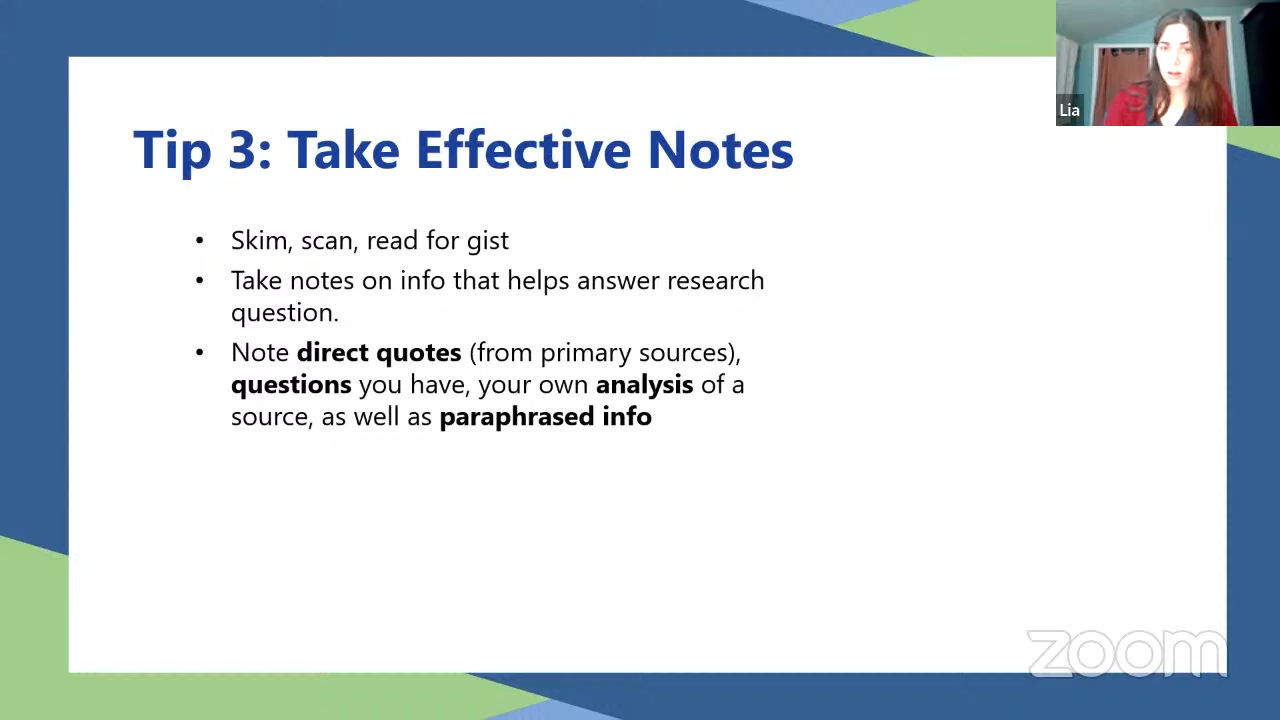 Lia
Tip 3: Take Effective Notes
• Skim, scan, read for gist
• Take notes on info that helps answer research
question.
• Note direct quotes (from primary sources),
questions you have, your own analysis of a
source, as well as paraphrased info
zoom